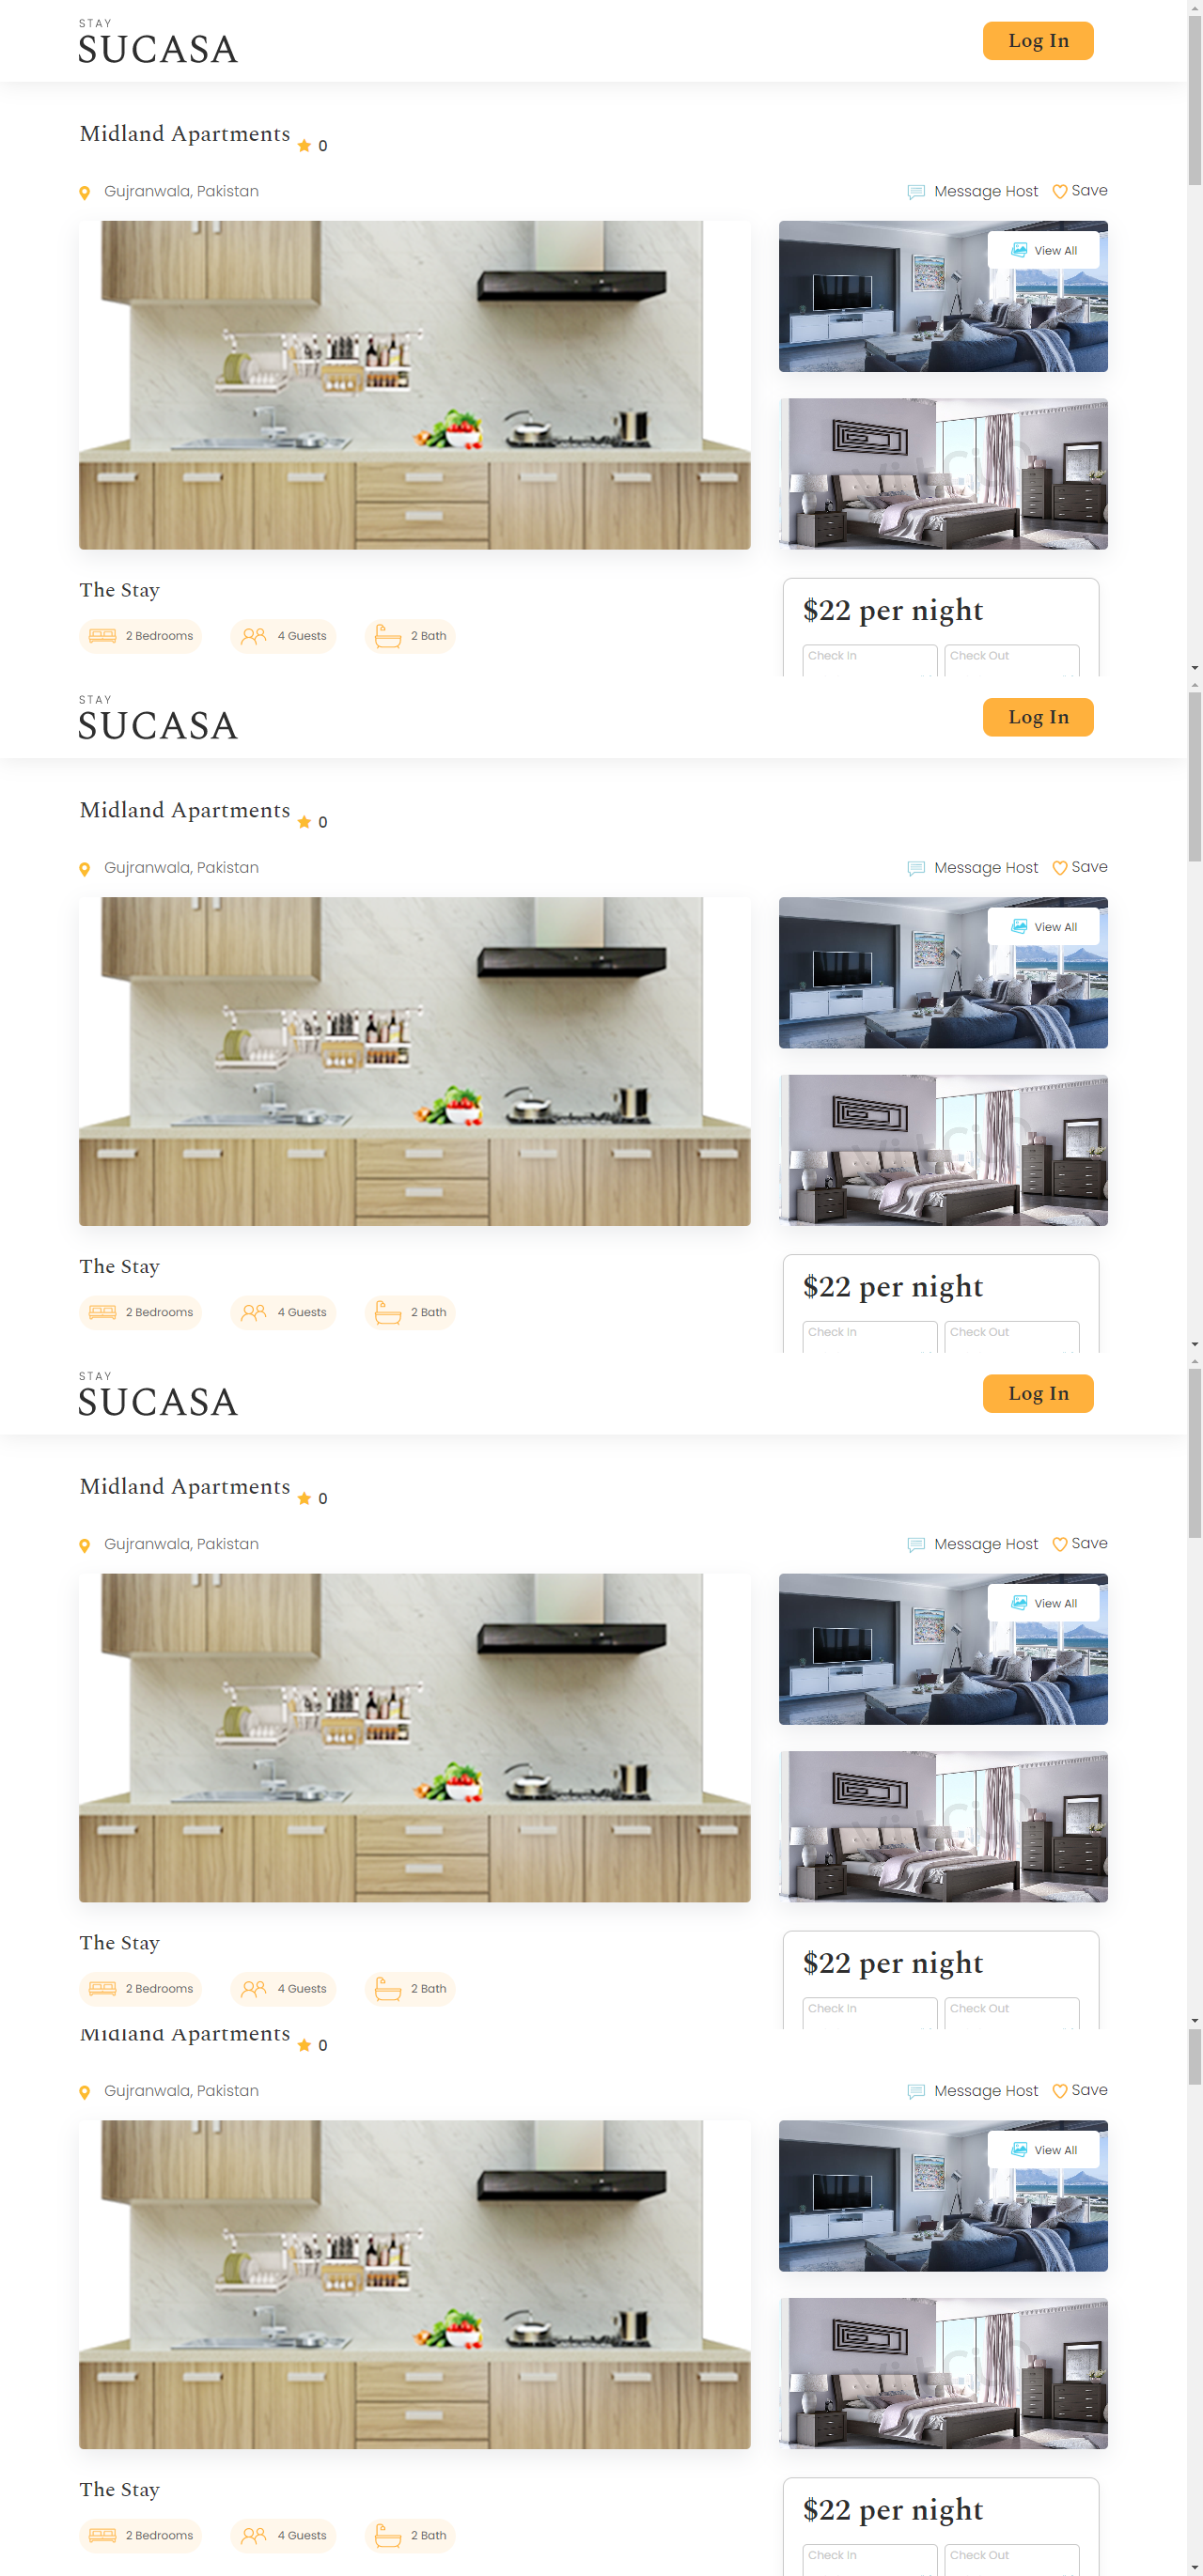 STAY
SUCASA
Log In
Midland Apartments 0
Gujranwala, Pakistan
Message Host Save
View All
The Stay
2 Bedrooms 4 Guests 2 Bath
$22 per night
Check In Check Out
STAY
SUCASA
Log In
Midland Apartments 0
Gujranwala, Pakistan
Message Host Save
View All
The Stay
2 Bedrooms 4 Guests 2 Bath
$22 per night
Check In Check Out
STAY
SUCASA
Log In
Midland Apartments 0
Gujranwala, Pakistan
Message Host Save
View All
The Stay
2 Bedrooms 4 Guests 2 Bath
$22 per night
Check In Check Out
Midland Apartments 0
Gujranwala, Pakistan
Message Host Save
View All
The Stay
2 Bedrooms 4 Guests 2 Bath
$22 per night
Check In Check Out